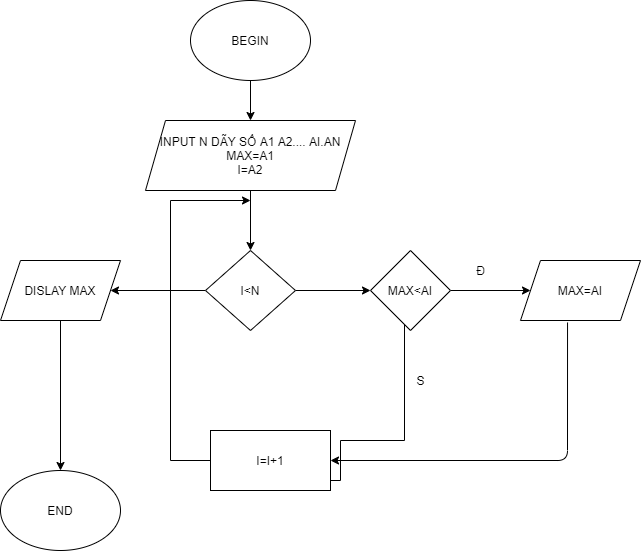 BEGIN
INPUT N DÃY SỐ A1 A2.... AI.AN
MAX=A1
I=A2
DISLAY MAX
I<N
MAX<AI
Đ
MAX=AI
S
I=I+1
END